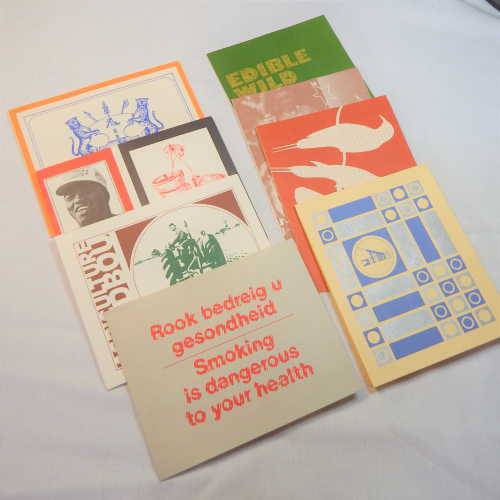 EDIBLE
WILD
Rook bedreig u
gesondheid
Smoking
is dangerous
to your health